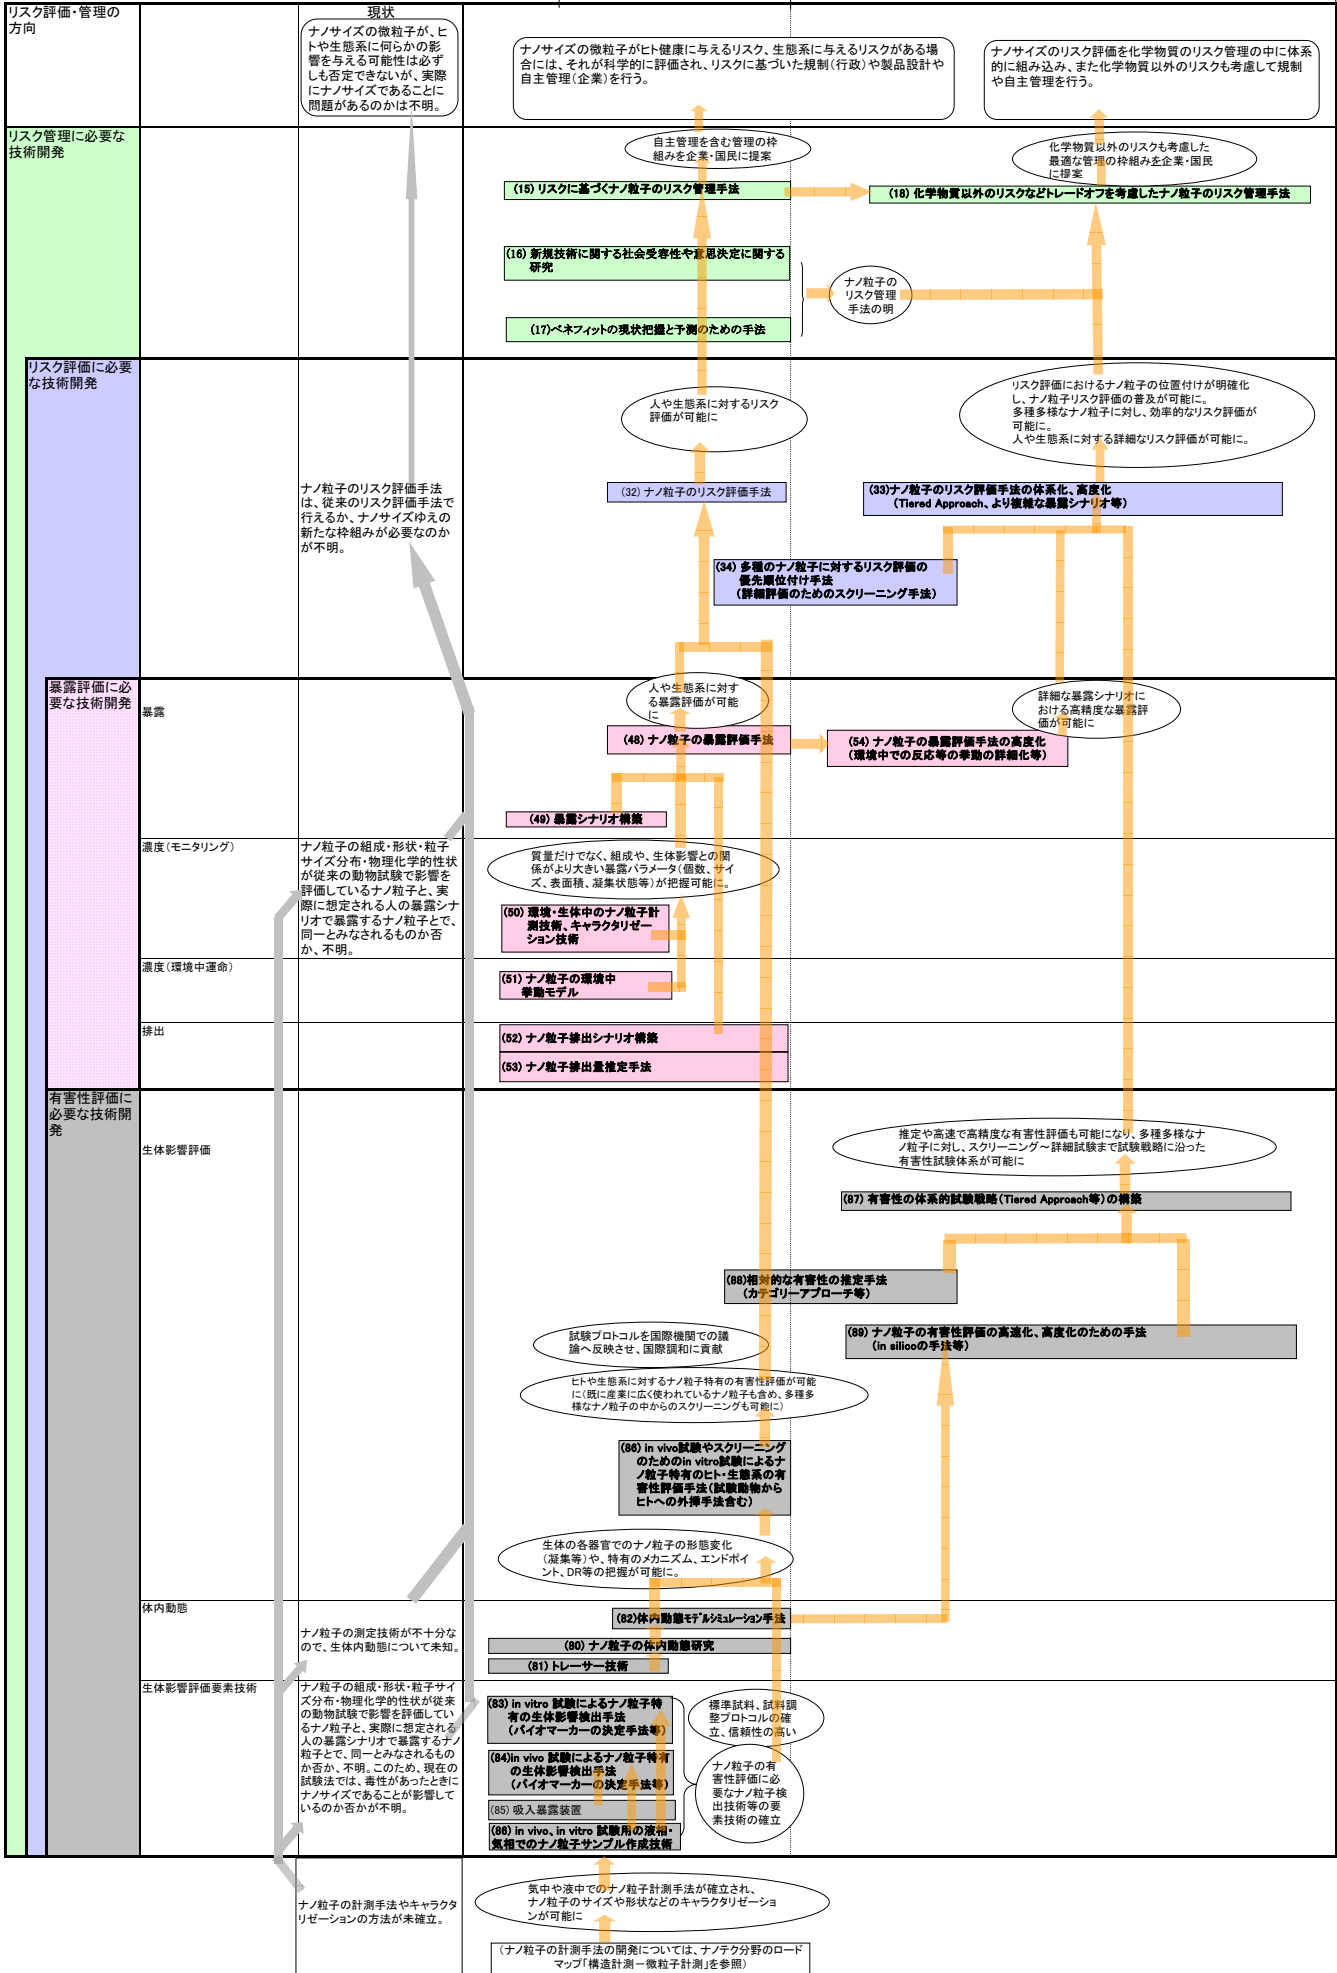 リスク評価・管理の
方向
現状
ナノサイズの微粒子が、ヒ
トや生態系に何らかの影
響を与える可能性は必ず
しも否定できないが、実際
にナノサイズであることに
問題があるのかは不明。
ナノサイズの微粒子がヒト健康に与えるリスク、生態系に与えるリスクがある場
合には、それが科学的に評価され、リスクに基づいた規制（行政）や製品設計や
自主管理（企業）を行う。
ナノサイズのリスク評価を化学物質のリスク管理の中に体系
的に組み込み、また化学物質以外のリスクも考慮して規制
や自主管理を行う。
リスク管理に必要な
技術開発
自主管理を含む管理の枠
組みを企業・国民に提案
化学物質以外のリスクも考慮した
最適な管理の枠組みを企業・国民
に提案
(15) リスクに基づくナノ粒子のリスク管理手法
(18) 化学物質以外のリスクなどトレードオフを考慮したナノ粒子のリスク管理手法
(16) 新規技術に関する社会受容性や意思決定に関する
研究
ナノ粒子の
リスク管理
手法の明
(17)ベネフィットの現状把握と予測のための手法
リスク評価に必要
な技術開発
人や生態系に対するリスク
評価が可能に
リスク評価におけるナノ粒子の位置付けが明確化
し、ナノ粒子リスク評価の普及が可能に。
多種多様なナノ粒子に対し、効率的なリスク評価が
可能に。
人や生態系に対する詳細なリスク評価が可能に。
ナノ粒子のリスク評価手法
は、従来のリスク評価手法で
行えるか、ナノサイズゆえの
新たな枠組みが必要なのか
が不明。
(32) ナノ粒子のリスク評価手法
(33)ナノ粒子のリスク評価手法の体系化、高度化
（Tiered Approach、より複雑な暴露シナリオ等）
(34) 多種のナノ粒子に対するリスク評価の
優先順位付け手法
（詳細評価のためのスクリーニング手法）
暴露評価に必
要な技術開発
暴露
人や生態系に対す
る暴露評価が可能
に
詳細な暴露シナリオに
おける高精度な暴露評
価が可能に
(48) ナノ粒子の暴露評価手法
(54) ナノ粒子の暴露評価手法の高度化
（環境中での反応等の挙動の詳細化等）
(49) 暴露シナリオ構築
濃度（モニタリング）
ナノ粒子の組成・形状・粒子
サイズ分布・物理化学的性状
が従来の動物試験で影響を
評価しているナノ粒子と、実
際に想定される人の暴露シナ
リオで暴露するナノ粒子とで、
同一とみなされるものか否
か、不明。
質量だけでなく、組成や、生体影響との関
係がより大きい暴露パラメータ（個数、サイ
ズ、表面積、凝集状態等）が把握可能に。
(50) 環境・生体中のナノ粒子計
測技術、キャラクタリゼー
ション技術
濃度（環境中運命）
(51) ナノ粒子の環境中
挙動モデル
排出
(52) ナノ粒子排出シナリオ構築
(53) ナノ粒子排出量推定手法
有害性評価に
必要な技術開
発
生体影響評価
推定や高速で高精度な有害性評価も可能になり、多種多様なナ
ノ粒子に対し、スクリーニング～詳細試験まで試験戦略に沿った
有害性試験体系が可能に
(87) 有害性の体系的試験戦略（Tiered Approach等）の構築
(88)相対的な有害性の推定手法
（カテゴリーアプローチ等）
(89) ナノ粒子の有害性評価の高速化、高度化のための手法
（in silicoの手法等）
試験プロトコルを国際機関での議
論へ反映させ、国際調和に貢献
ヒトや生態系に対するナノ粒子特有の有害性評価が可能
に（既に産業に広く使われているナノ粒子も含め、多種多
様なナノ粒子の中からのスクリーニングも可能に）
(86) in vivo試験やスクリーニング
のためのin vitro試験によるナ
ノ粒子特有のヒト・生態系の有
害性評価手法（試験動物から
ヒトへの外挿手法含む）
生体の各器官でのナノ粒子の形態変化
（凝集等）や、特有のメカニズム、エンドポイ
ント、DR等の把握が可能に。
体内動態
ナノ粒子の測定技術が不十分な
ので、生体内動態について未知。
(82)体内動態モデルシミュレーション手法
(80) ナノ粒子の体内動態研究
(81) トレーサー技術
生体影響評価要素技術
ナノ粒子の組成・形状・粒子サイ
ズ分布・物理化学的性状が従来
の動物試験で影響を評価してい
るナノ粒子と、実際に想定される
人の暴露シナリオで暴露するナノ
粒子とで、同一とみなされるもの
か否か、不明。このため、現在の
試験法では、毒性があったときに
ナノサイズであることが影響して
いるのか否かが不明。
(83) in vitro 試験によるナノ粒子特
有の生体影響検出手法
（バイオマーカーの決定手法等）
(84)in vivo 試験によるナノ粒子特有
の生体影響検出手法
（バイオマーカーの決定手法等）
(85) 吸入暴露装置
(86) in vivo、in vitro 試験用の液相・
気相でのナノ粒子サンプル作成技術
標準試料、試料調
整プロトコルの確
立、信頼性の高い
ナノ粒子の有
害性評価に必
要なナノ粒子検
出技術等の要
素技術の確立
ナノ粒子の計測手法やキャラクタ
リゼーションの方法が未確立。
気中や液中でのナノ粒子計測手法が確立され、
ナノ粒子のサイズや形状などのキャラクタリゼーショ
ンが可能に
（ナノ粒子の計測手法の開発については、ナノテク分野のロード
マップ「構造計測－微粒子計測」を参照）